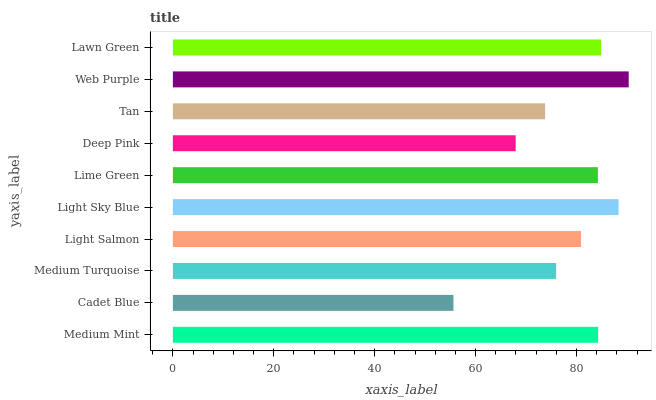 title
Lawn Green
Web Purple
Tan
Deep Pink
Lime Green
Light Sky Blue
Light Salmon
Medium Turquoise
Cadet Blue
Medium Mint
yaxis_label
0 20 40 60 80
xaxis_label